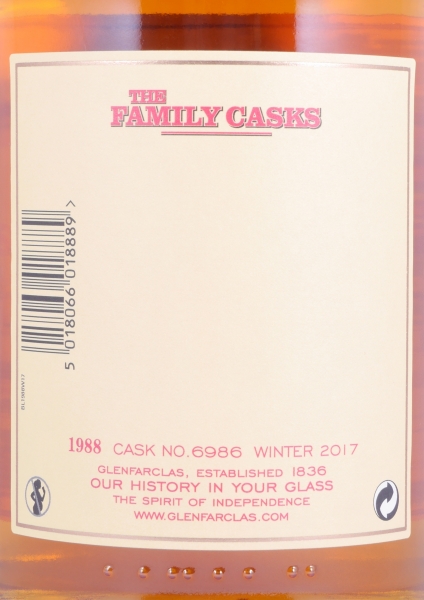 THE
FAMILY CASKS
5 018066 018889 >
BL1988W17
1988 CASK NO.6986 WINTER 2017
GLENFARCLAS, ESTABLISHED 1836
OUR HISTORY IN YOUR GLASS
THE SPIRIT OF INDEPENDENCE
WWW.GLENFARCLAS.COM